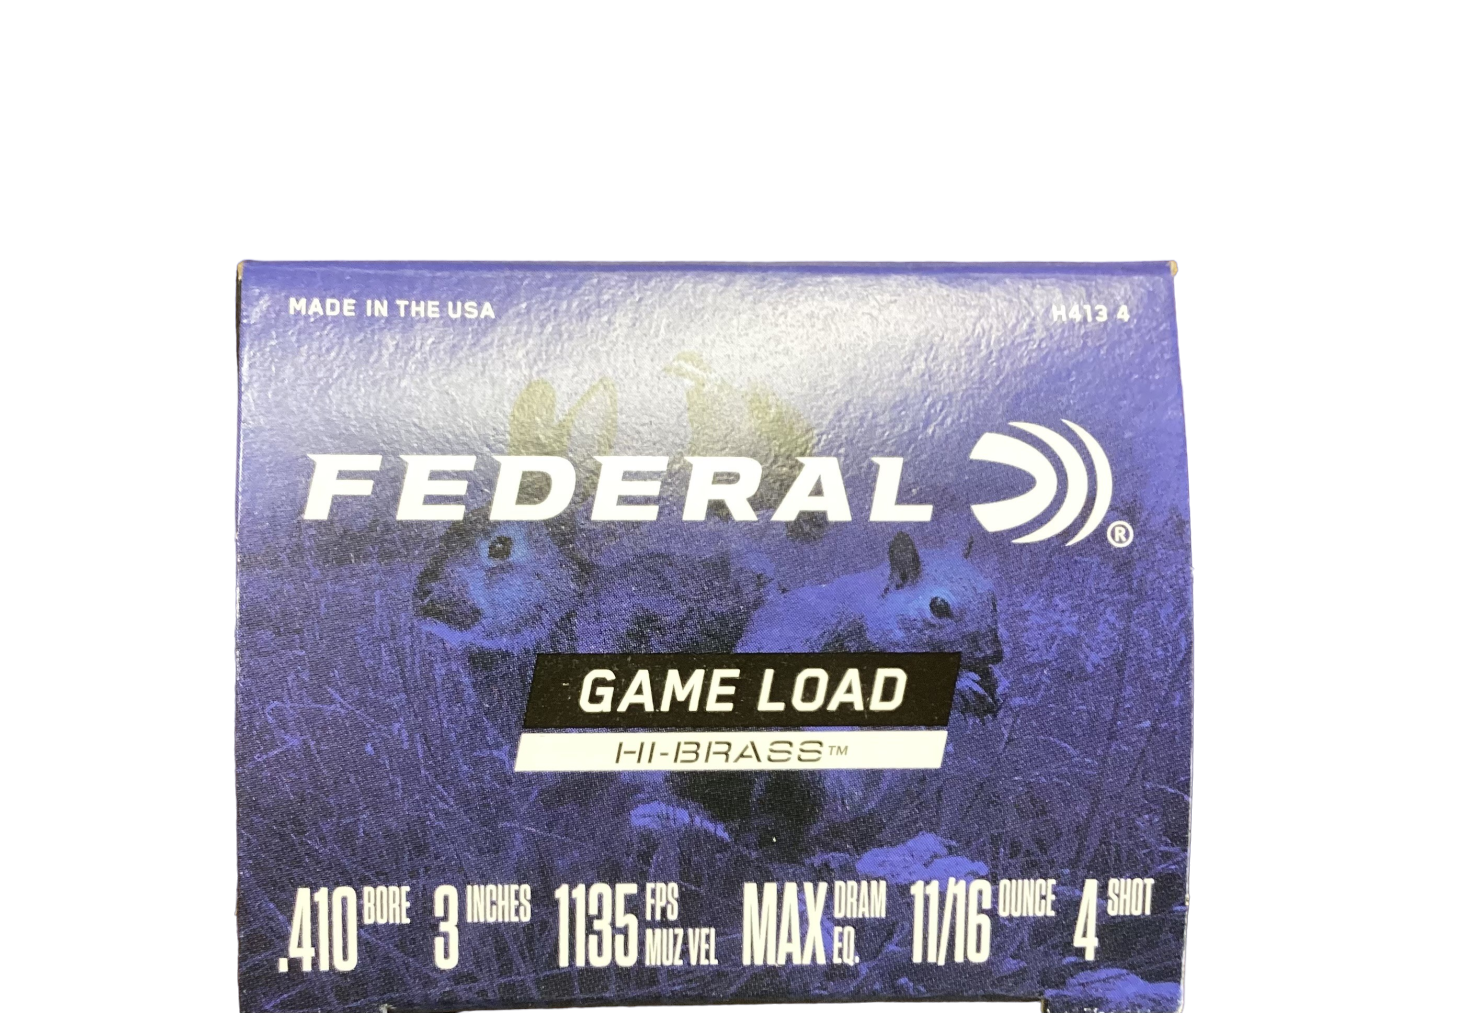 MADE IN THE USA
H413 4
FEDERAL
®
GAME LOAD
HI-BRASS™
.410 BORE 3 INCHES 1135 FPS MUZ VEL MAX DRAM EQ. 11/16 OUNCE 4 SHOT